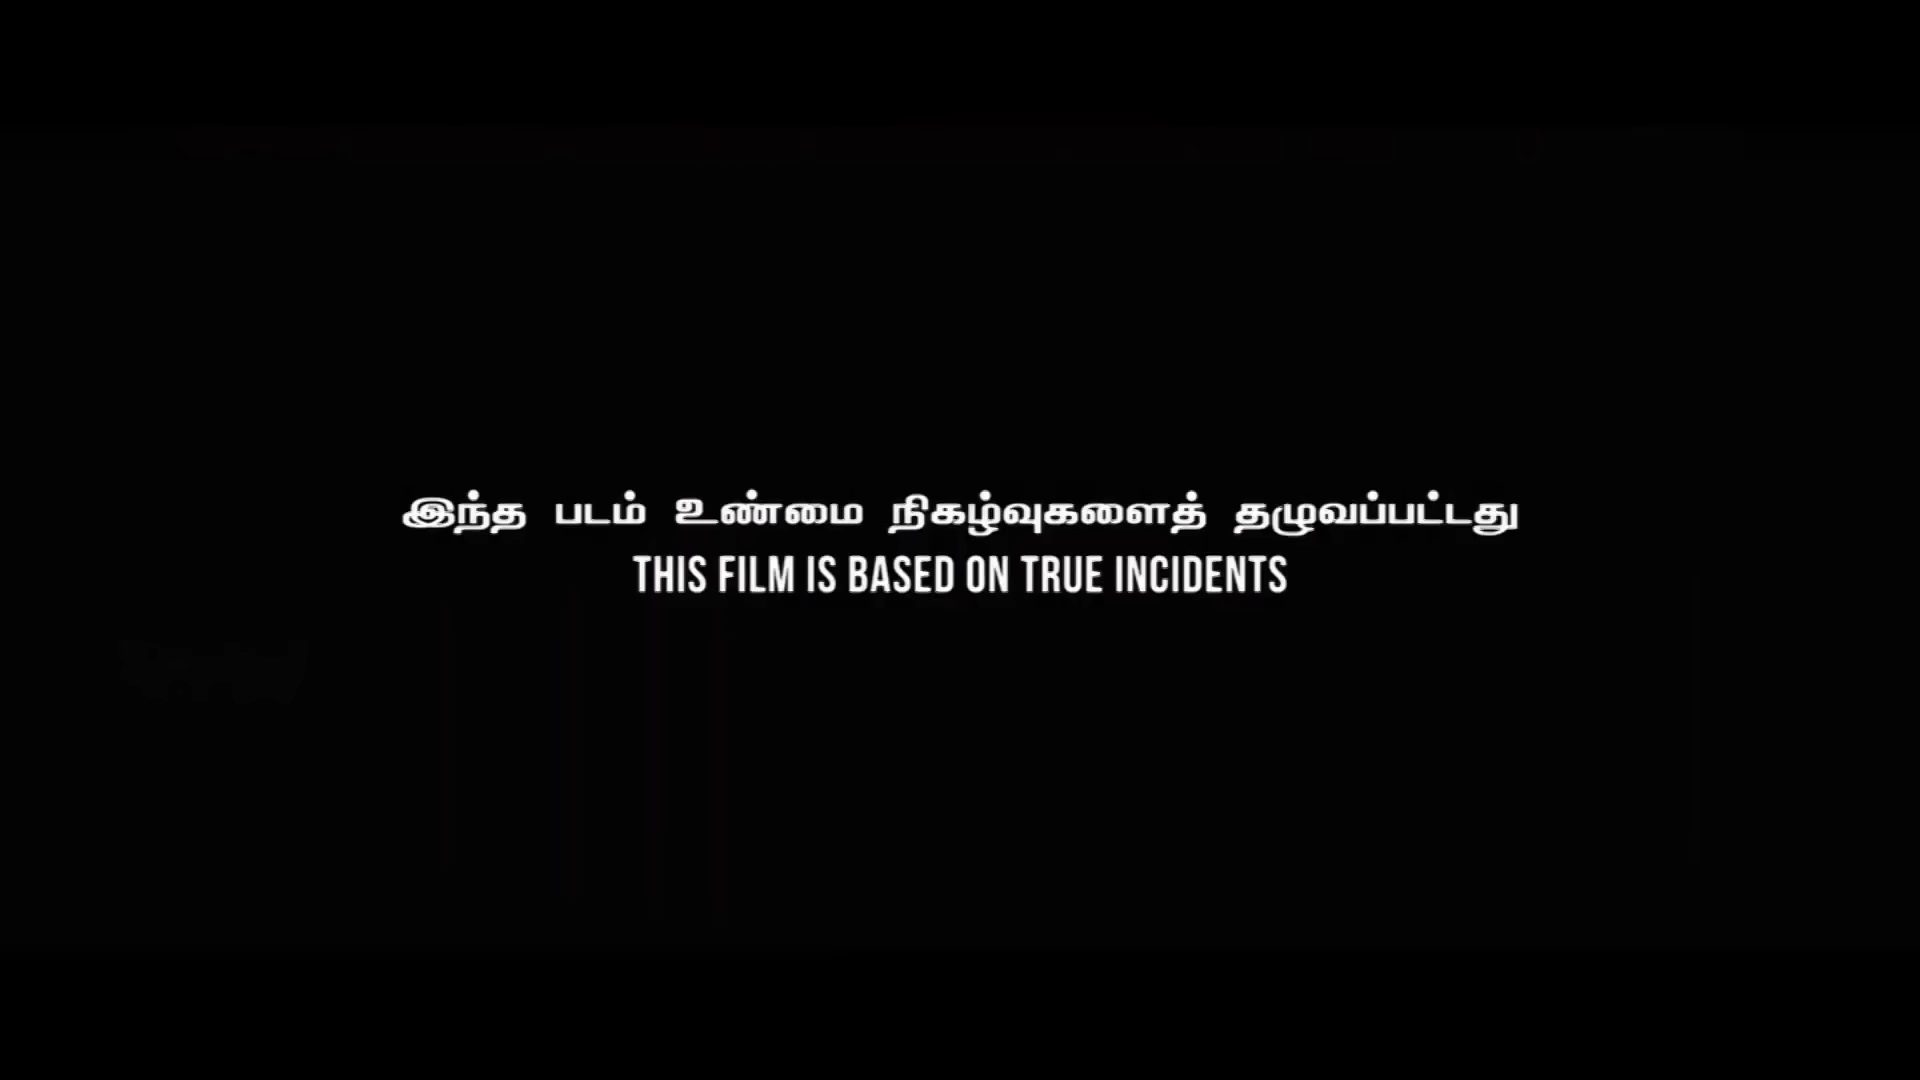 இந்த படம் உண்மை நிகழ்வுகளைத் தழுவப்பட்டது
THIS FILM IS BASED ON TRUE INCIDENTS